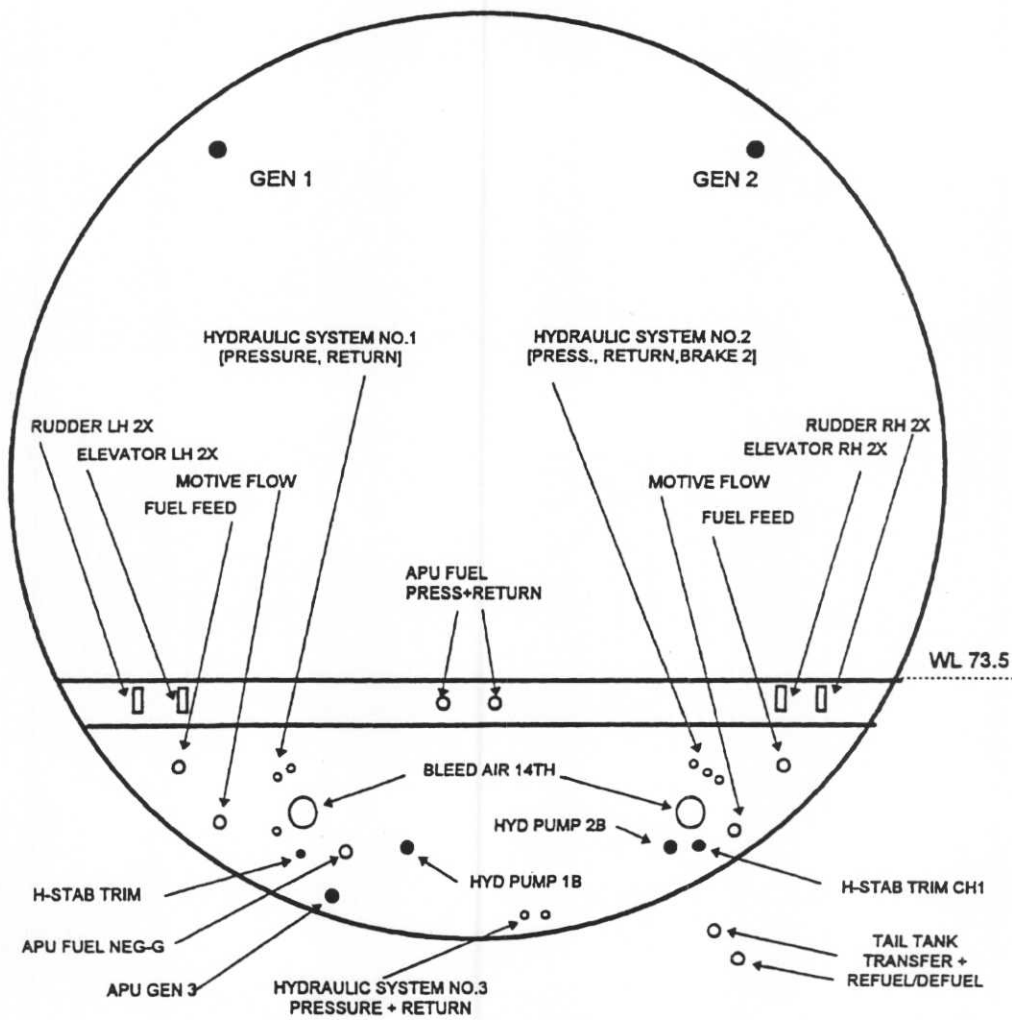 GEN 1
GEN 2
HYDRAULIC SYSTEM NO.1
[PRESSURE, RETURN]
HYDRAULIC SYSTEM NO.2
[PRESS., RETURN,BRAKE 2]
RUDDER LH 2X
ELEVATOR LH 2X
MOTIVE FLOW
FUEL FEED
RUDDER RH 2X
ELEVATOR RH 2X
MOTIVE FLOW
FUEL FEED
APU FUEL
PRESS+RETURN
WL 73.5
BLEED AIR 14TH
HYD PUMP 2B
H-STAB TRIM
HYD PUMP 1B
H-STAB TRIM CH1
APU FUEL NEG-G
APU GEN 3
HYDRAULIC SYSTEM NO.3
PRESSURE + RETURN
TAIL TANK
TRANSFER +
REFUEL/DEFUEL